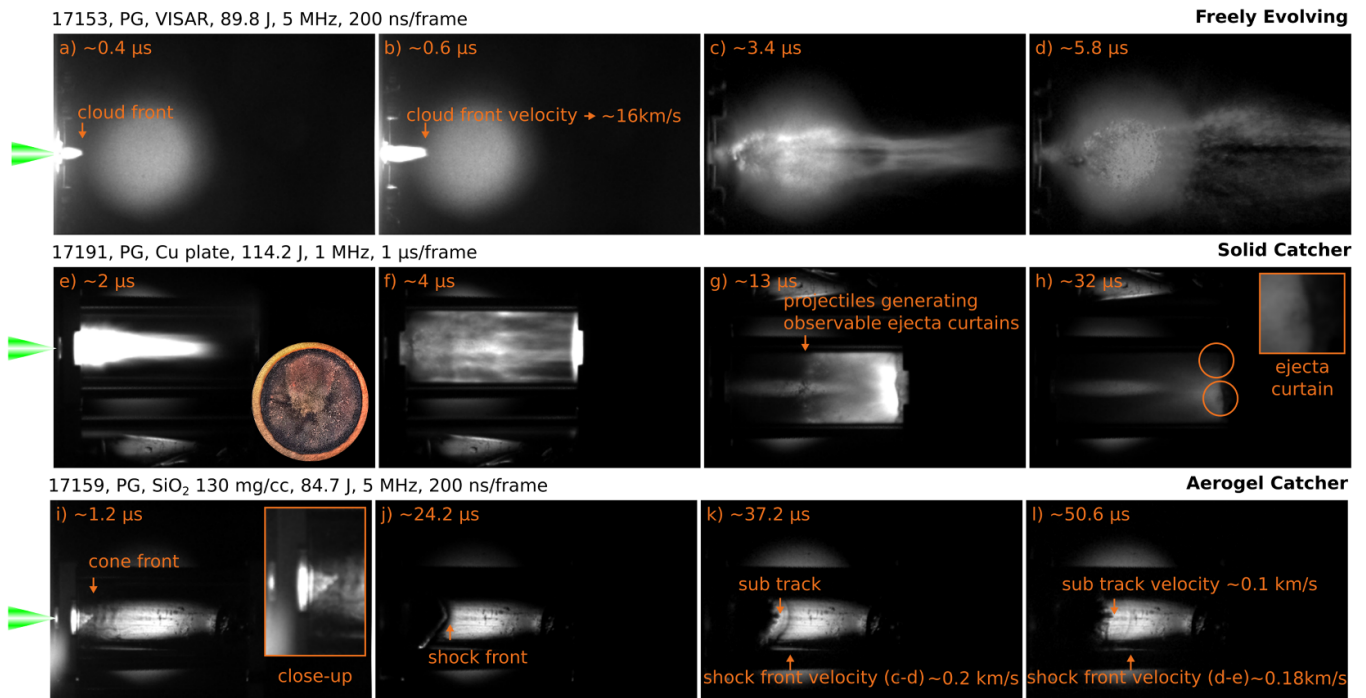 17153, PG, VISAR, 89.8 J, 5 MHz, 200 ns/frame
Freely Evolving
a) ~0.4 μs
b) ~0.6 μs
c) ~3.4 μs
d) ~5.8 μs
cloud front
cloud front velocity → ~16km/s
17191, PG, Cu plate, 114.2 J, 1 MHz, 1 μs/frame
Solid Catcher
e) ~2 μs
f) ~4 μs
g) ~13 μs
h) ~32 μs
projectiles generating
observable ejecta curtains
ejecta
curtain
17159, PG, SiO₂ 130 mg/cc, 84.7 J, 5 MHz, 200 ns/frame
Aerogel Catcher
i) ~1.2 μs
j) ~24.2 μs
k) ~37.2 μs
l) ~50.6 μs
cone front
close-up
shock front
sub track
shock front velocity (c-d) ~0.2 km/s
sub track velocity ~0.1 km/s
shock front velocity (d-e)~0.18km/s